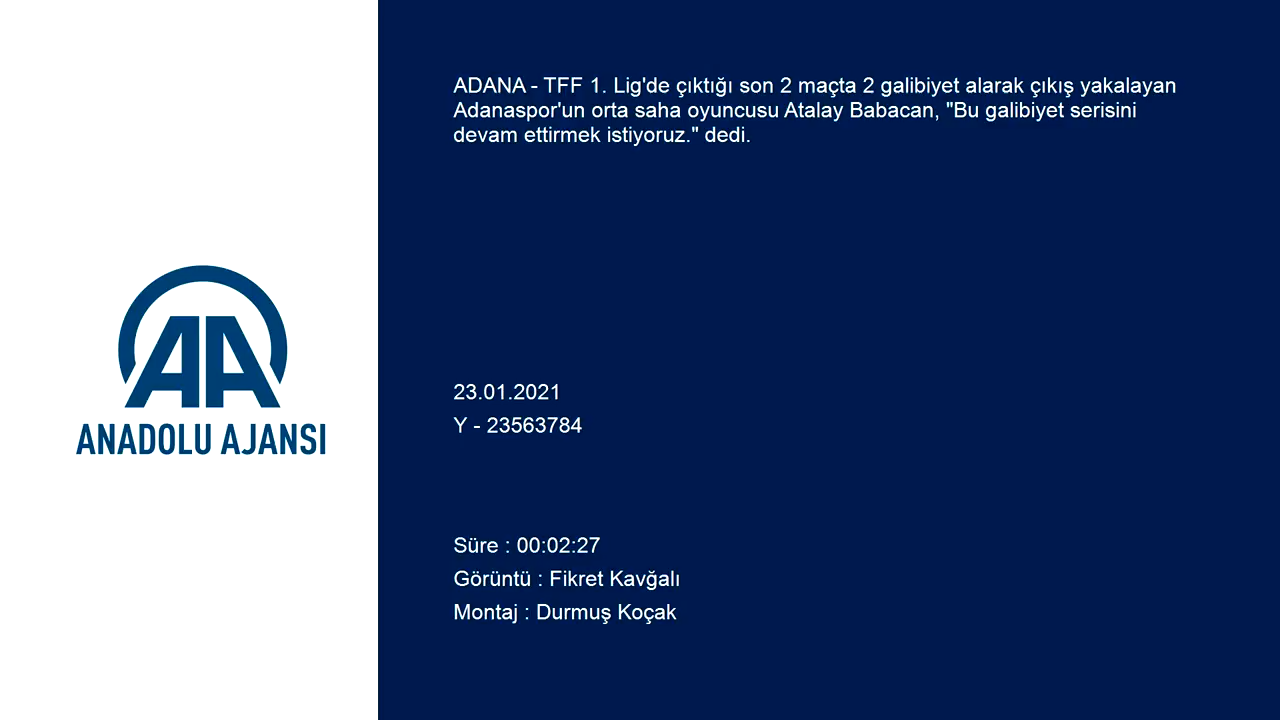 ADANA - TFF 1. Lig'de çıktığı son 2 maçta 2 galibiyet alarak çıkış yakalayan
Adanaspor'un orta saha oyuncusu Atalay Babacan, "Bu galibiyet serisini
devam ettirmek istiyoruz." dedi.
AA
ANADOLU AJANSI
23.01.2021
Y - 23563784
Süre : 00:02:27
Görüntü : Fikret Kavğalı
Montaj : Durmuş Koçak